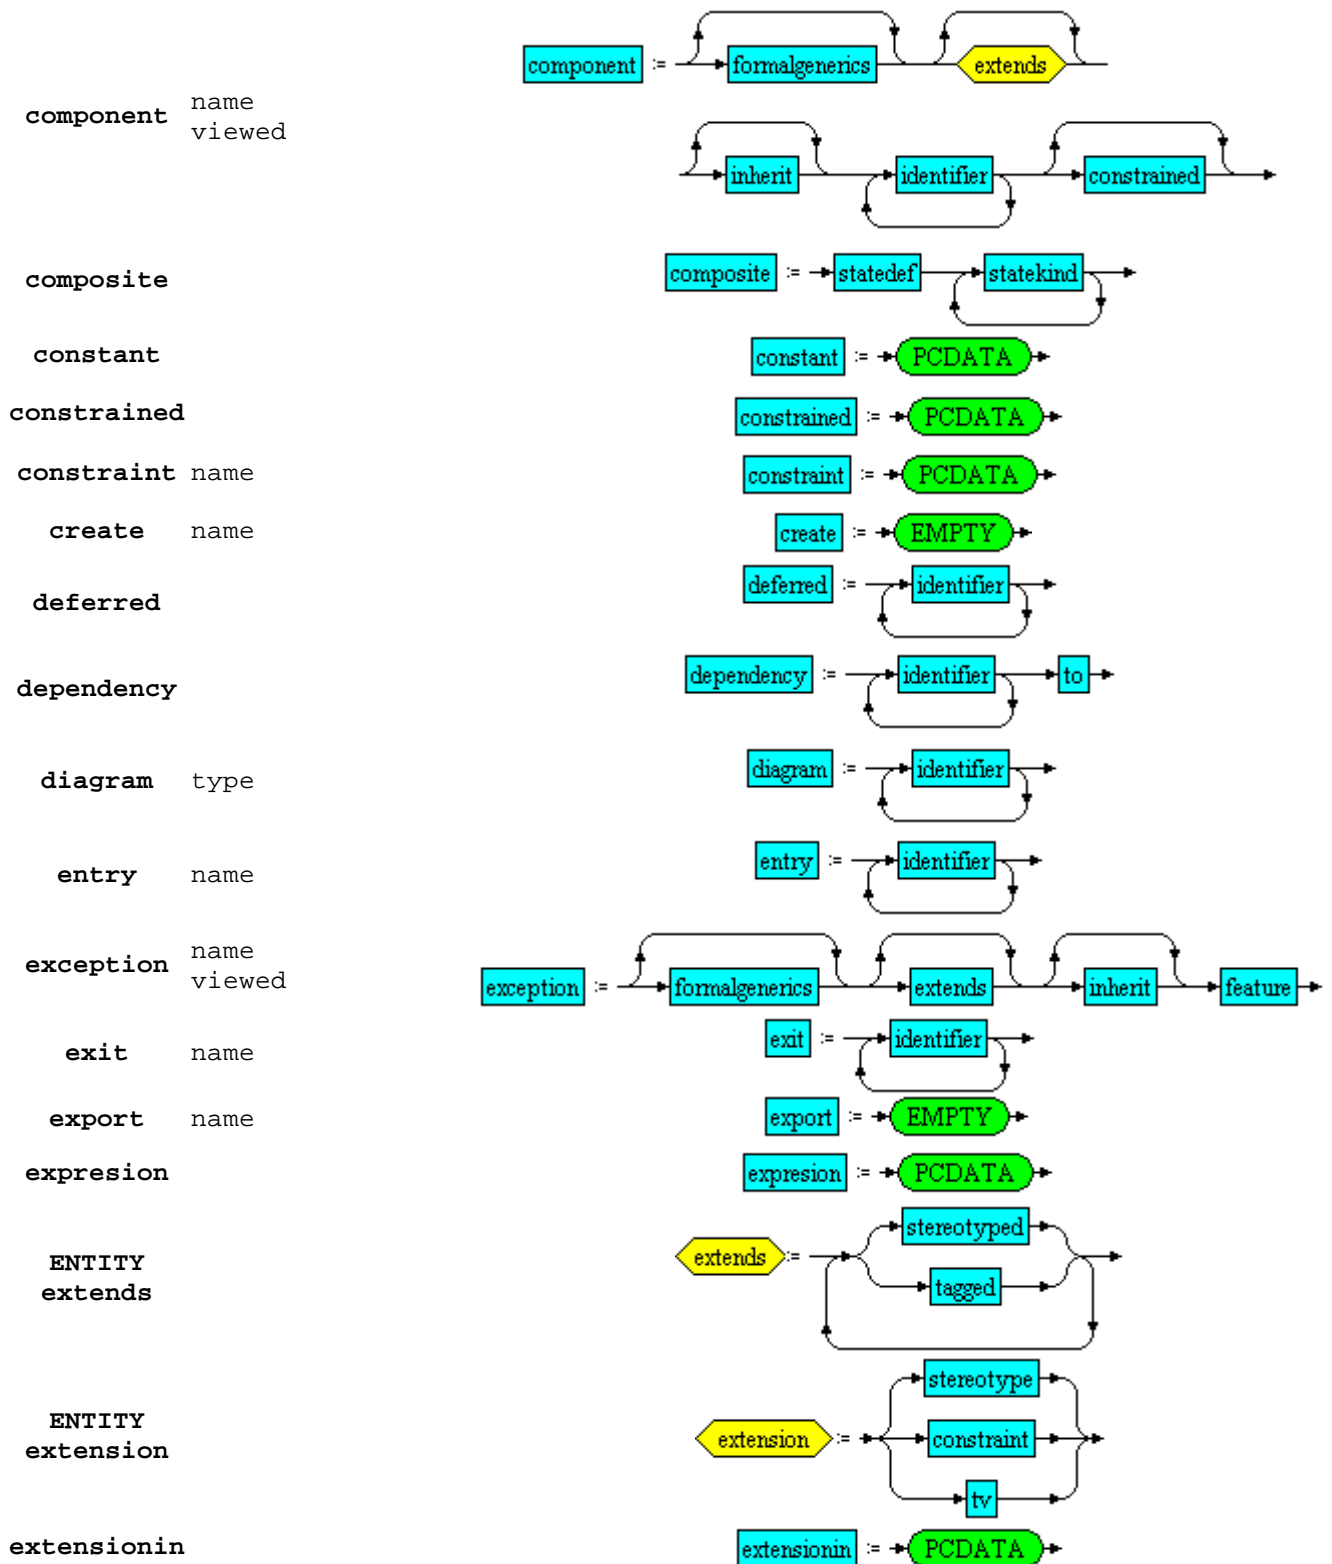 component := formalgenerics extends
component name
viewed
inherit identifier constrained
composite composite := statedef statekind
constant constant := PCDATA
constrained constrained := PCDATA
constraint name constraint := PCDATA
create name create := EMPTY
deferred deferred := identifier
dependency dependency := identifier to
diagram type diagram := identifier
entry name entry := identifier
exception name
viewed exception := formalgenerics extends inherit feature
exit name exit := identifier
export name export := EMPTY
expresion expresion := PCDATA
stereotyped
ENTITY
extends extends := tagged
stereotype
ENTITY
extension extension := constraint
tv
extensionin extensionin := PCDATA